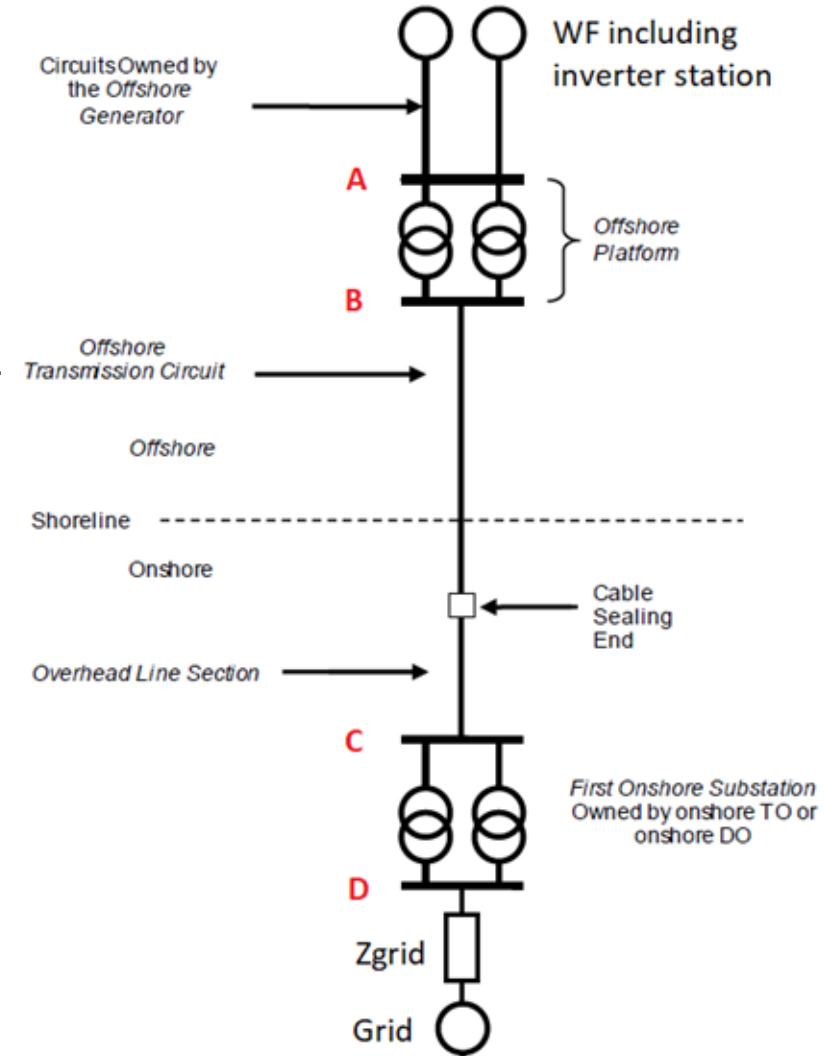 WF including
inverter station
Circuits Owned by
the Offshore
Generator
A
Offshore
Platform
B
Offshore
Transmission Circuit
Offshore
Shoreline
Onshore
Cable
Sealing
End
Overhead Line Section
C
First Onshore Substation
Owned by onshore TO or
onshore DO
D
Zgrid
Grid